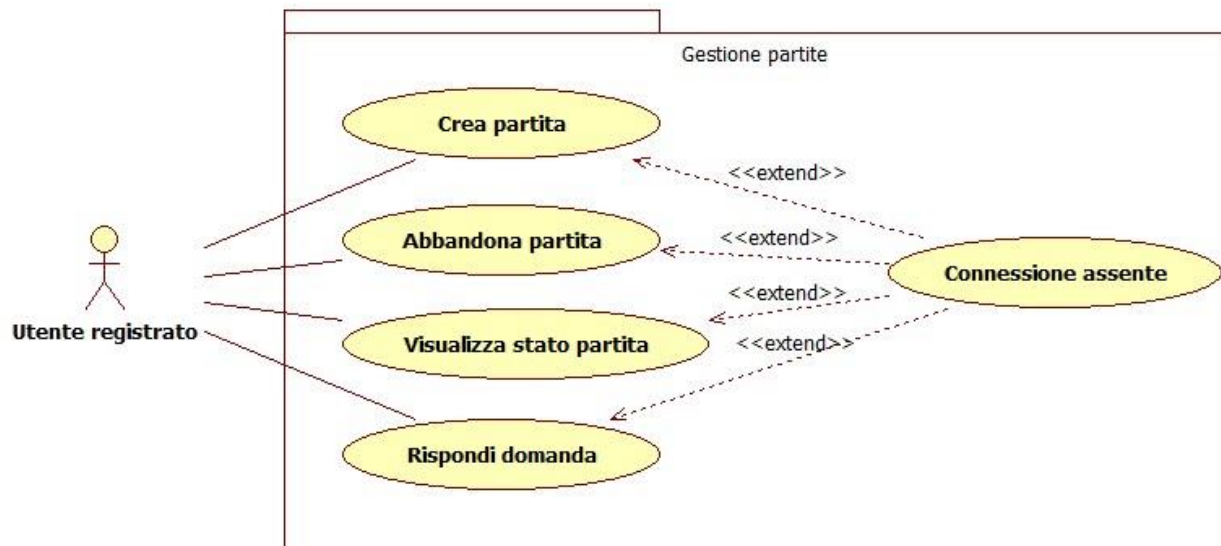 Gestione partite
Crea partita
<<extend>>
Abbandona partita
<<extend>>
Connessione assente
<<extend>>
Utente registrato
Visualizza stato partita
<<extend>>
Rispondi domanda